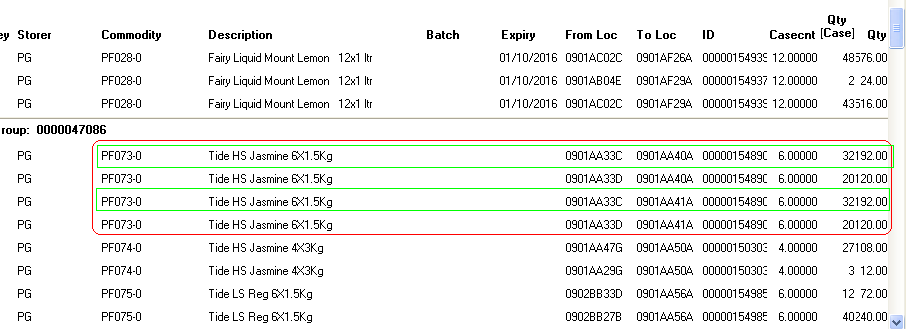 Qty
ey Storer Commodity Description Batch Expiry From Loc To Loc ID Casecnt [Case] Qty
PG PF028-0 Fairy Liquid Mount Lemon 12x1 ltr 01/10/2016 0901AC02C 0901AF26A 0000015493 12.00000 48 576.00
PG PF028-0 Fairy Liquid Mount Lemon 12x1 ltr 01/10/2016 0901AB04E 0901AF29A 0000015493 12.00000 2 24.00
PG PF028-0 Fairy Liquid Mount Lemon 12x1 ltr 01/10/2016 0901AC02C 0901AF29A 0000015493 12.00000 43 516.00
roup: 0000047086
PG PF073-0 Tide HS Jasmine 6X1.5Kg 0901AA33C 0901AA40A 00000154890 6.00000 32 192.00
PG PF073-0 Tide HS Jasmine 6X1.5Kg 0901AA33D 0901AA40A 00000154890 6.00000 20 120.00
PG PF073-0 Tide HS Jasmine 6X1.5Kg 0901AA33C 0901AA41A 00000154890 6.00000 32 192.00
PG PF073-0 Tide HS Jasmine 6X1.5Kg 0901AA33D 0901AA41A 00000154890 6.00000 20 120.00
PG PF074-0 Tide HS Jasmine 4X3Kg 0901AA47G 0901AA50A 00000150303 4.00000 27 108.00
PG PF074-0 Tide HS Jasmine 4X3Kg 0901AA29G 0901AA50A 00000150303 4.00000 3 12.00
PG PF075-0 Tide LS Reg 6X1.5Kg 0902BB33D 0901AA56A 00000154985 6.00000 12 72.00
PG PF075-0 Tide LS Reg 6X1.5Kg 0902BB27B 0901AA56A 00000154985 6.00000 40 240.00